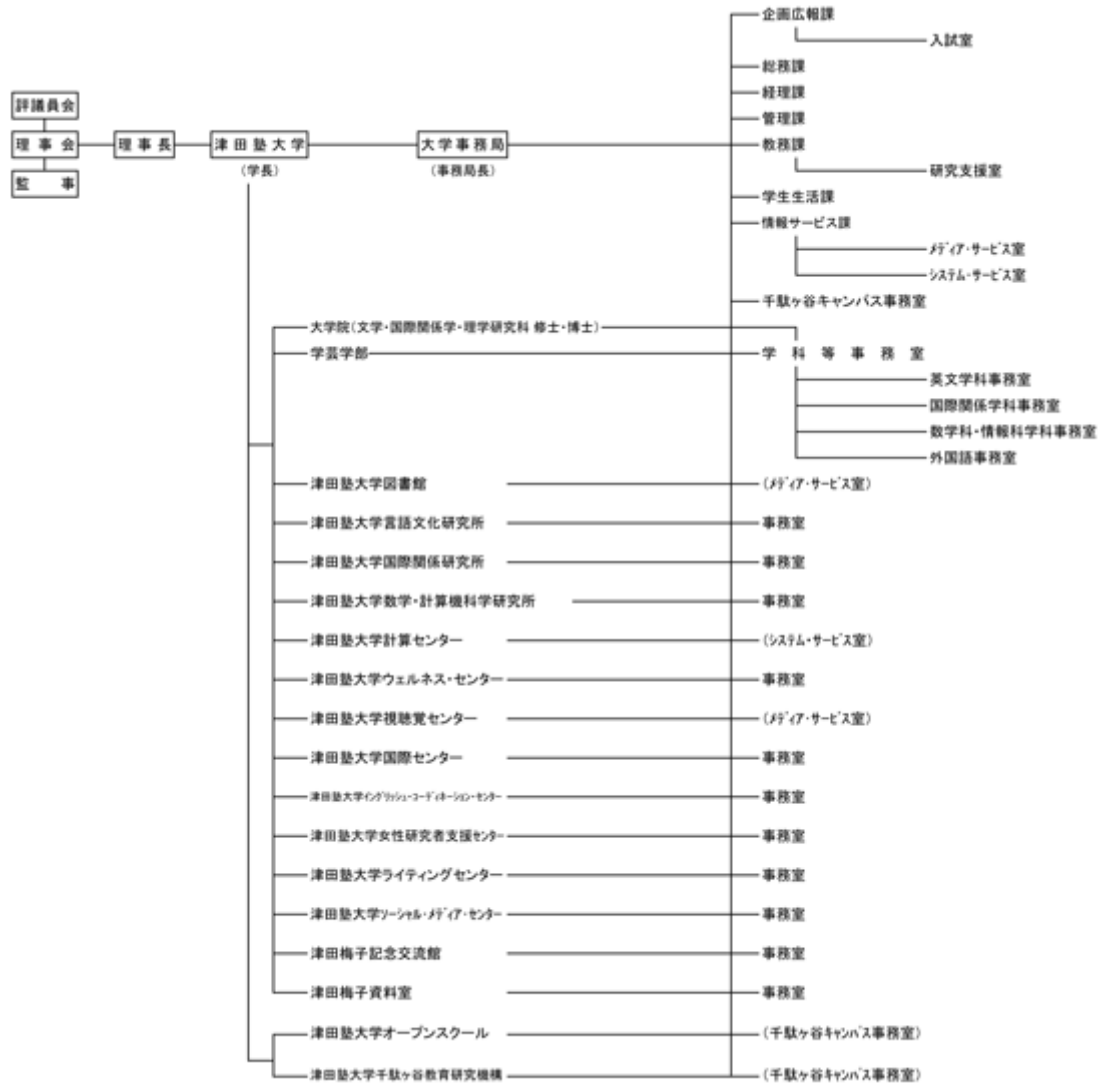 企画広報課
入試室
総務課
経理課
管理課
評議員会
理事会 理事長 津田塾大学 大学事務局 教務課
(学長) (事務局長) 研究支援室
監事
学生生活課
情報サービス課
メディア・サービス室
システム・サービス室
千駄ヶ谷キャンパス事務室
大学院(文学・国際関係学・理学研究科 修士・博士)
学芸学部 学科等事務室
英文学科事務室
国際関係学科事務室
数学科・情報科学科事務室
外国語事務室
津田塾大学図書館 (メディア・サービス室)
津田塾大学言語文化研究所 事務室
津田塾大学国際関係研究所 事務室
津田塾大学数学・計算機科学研究所 事務室
津田塾大学計算センター (システム・サービス室)
津田塾大学ウェルネス・センター 事務室
津田塾大学視聴覚センター (メディア・サービス室)
津田塾大学国際センター 事務室
津田塾大学イングリッシュ・コーディネーション・センター 事務室
津田塾大学女性研究者支援センター 事務室
津田塾大学ライティングセンター 事務室
津田塾大学ソーシャル・メディア・センター 事務室
津田梅子記念交流館 事務室
津田梅子資料室 事務室
津田塾大学オープンスクール (千駄ヶ谷キャンパス事務室)
津田塾大学千駄ヶ谷教育研究機構 (千駄ヶ谷キャンパス事務室)